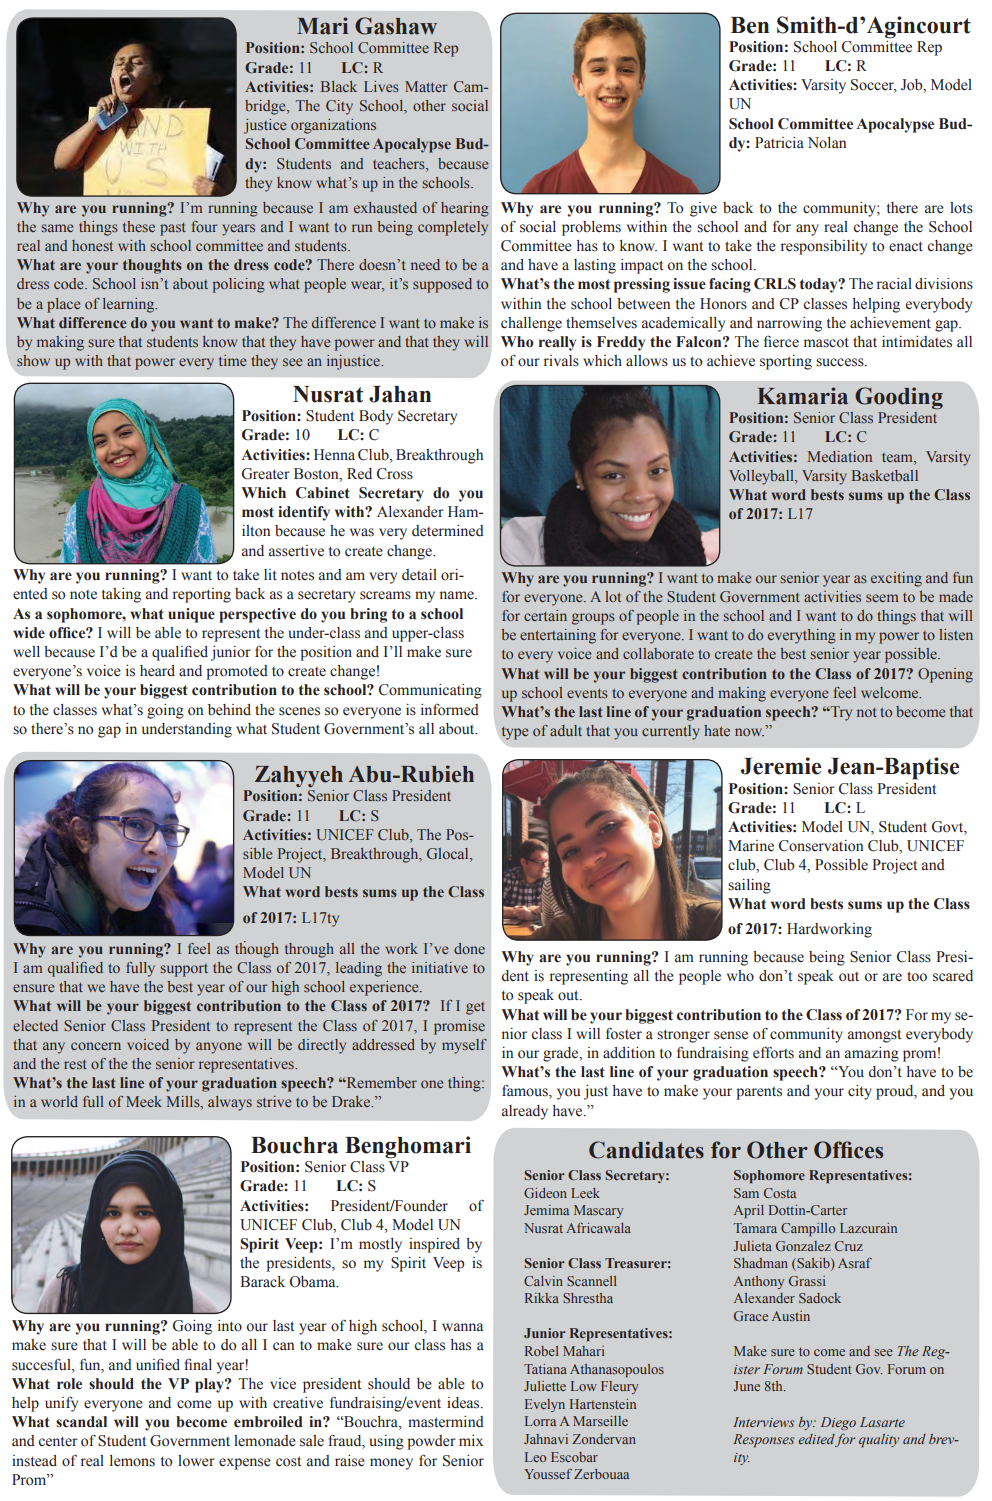 Mari Gashaw
Position: School Committee Rep
Grade: 11 LC: R
Activities: Black Lives Matter Cam-
bridge, The City School, other social
justice organizations
School Committee Apocalypse Bud-
dy: Students and teachers, because
they know what's up in the schools.
Why are you running? I'm running because I am exhausted of hearing
the same things these past four years and I want to run being completely
real and honest with school committee and students.
What are your thoughts on the dress code? There doesn't need to be a
dress code. School isn't about policing what people wear, it's supposed to
be a place of learning.
What difference do you want to make? The difference I want to make is
by making sure that students know that they have power and that they will
show up with that power every time they see an injustice.
AND
WITH
US
Ben Smith-d'Agincourt
Position: School Committee Rep
Grade: 11 LC: R
Activities: Varsity Soccer, Job, Model
UN
School Committee Apocalypse Bud-
dy: Patricia Nolan
Why are you running? To give back to the community; there are lots
of social problems within the school and for any real change the School
Committee has to know. I want to take the responsibility to enact change
and have a lasting impact on the school.
What's the most pressing issue facing CRLS today? The racial divisions
within the school between the Honors and CP classes helping everybody
challenge themselves academically and narrowing the achievement gap.
Who really is Freddy the Falcon? The fierce mascot that intimidates all
of our rivals which allows us to achieve sporting success.
Nusrat Jahan
Position: Student Body Secretary
Grade: 10 LC: C
Activities: Henna Club, Breakthrough
Greater Boston, Red Cross
Which Cabinet Secretary do you
most identify with? Alexander Ham-
ilton because he was very determined
and assertive to create change.
Why are you running? I want to take lit notes and am very detail ori-
ented so note taking and reporting back as a secretary screams my name.
As a sophomore, what unique perspective do you bring to a school
wide office? I will be able to represent the under-class and upper-class
well because I'd be a qualified junior for the position and I'll make sure
everyone's voice is heard and promoted to create change!
What will be your biggest contribution to the school? Communicating
to the classes what's going on behind the scenes so everyone is informed
so there's no gap in understanding what Student Government's all about.
Kamaria Gooding
Position: Senior Class President
Grade: 11 LC: C
Activities: Mediation team, Varsity
Volleyball, Varsity Basketball
What word bests sums up the Class
of 2017: L17
Why are you running? I want to make our senior year as exciting and fun
for everyone. A lot of the Student Government activities seem to be made
for certain groups of people in the school and I want to do things that will
be entertaining for everyone. I want to do everything in my power to listen
to every voice and collaborate to create the best senior year possible.
What will be your biggest contribution to the Class of 2017? Opening
up school events to everyone and making everyone feel welcome.
What's the last line of your graduation speech? “Try not to become that
type of adult that you currently hate now.”
Zahyyeh Abu-Rubieh
Position: Senior Class President
Grade: 11 LC: S
Activities: UNICEF Club, The Pos-
sible Project, Breakthrough, Glocal,
Model UN
What word bests sums up the Class
of 2017: L17ty
Why are you running? I feel as though through all the work I've done
I am qualified to fully support the Class of 2017, leading the initiative to
ensure that we have the best year of our high school experience.
What will be your biggest contribution to the Class of 2017? If I get
elected Senior Class President to represent the Class of 2017, I promise
that any concern voiced by anyone will be directly addressed by myself
and the rest of the the senior representatives.
What's the last line of your graduation speech? “Remember one thing:
in a world full of Meek Mills, always strive to be Drake.”
Jeremie Jean-Baptise
Position: Senior Class President
Grade: 11 LC: L
Activities: Model UN, Student Govt,
Marine Conservation Club, UNICEF
club, Club 4, Possible Project and
sailing
What word bests sums up the Class
of 2017: Hardworking
Why are you running? I am running because being Senior Class Presi-
dent is representing all the people who don't speak out or are too scared
to speak out.
What will be your biggest contribution to the Class of 2017? For my se-
nior class I will foster a stronger sense of community amongst everybody
in our grade, in addition to fundraising efforts and an amazing prom!
What's the last line of your graduation speech? “You don't have to be
famous, you just have to make your parents and your city proud, and you
already have.”
Bouchra Benghomari
Position: Senior Class VP
Grade: 11 LC: S
Activities: President/Founder of
UNICEF Club, Club 4, Model UN
Spirit Veep: I'm mostly inspired by
the presidents, so my Spirit Veep is
Barack Obama.
Why are you running? Going into our last year of high school, I wanna
make sure that I will be able to do all I can to make sure our class has a
succesful, fun, and unified final year!
What role should the VP play? The vice president should be able to
help unify everyone and come up with creative fundraising/event ideas.
What scandal will you become embroiled in? “Bouchra, mastermind
and center of Student Government lemonade sale fraud, using powder mix
instead of real lemons to lower expense cost and raise money for Senior
Prom”
Candidates for Other Offices
Senior Class Secretary:
Gideon Leek
Jemima Mascary
Nusrat Africawala
Senior Class Treasurer:
Calvin Scannell
Rikka Shrestha
Junior Representatives:
Robel Mahari
Tatiana Athanasopoulos
Juliette Low Fleury
Evelyn Hartenstein
Lorra A Marseille
Jahnavi Zondervan
Leo Escobar
Youssef Zerbouaa
Sophomore Representatives:
Sam Costa
April Dottin-Carter
Tamara Campillo Lazcurain
Julieta Gonzalez Cruz
Shadman (Sakib) Asraf
Anthony Grassi
Alexander Sadock
Grace Austin
Make sure to come and see The Reg-
ister Forum Student Gov. Forum on
June 8th.
Interviews by: Diego Lasarte
Responses edited for quality and brev-
ity.